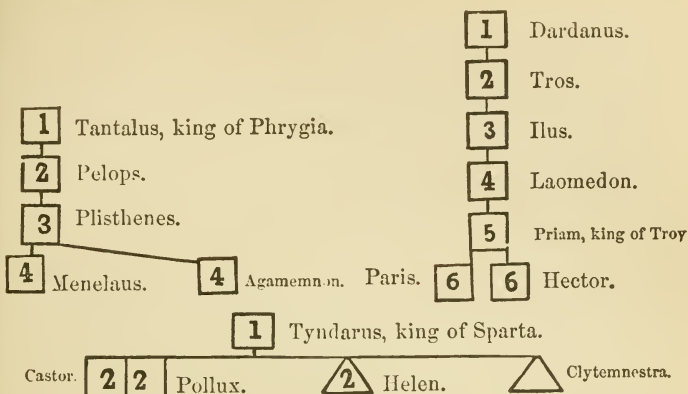 1 Dardanus.
2 Tros.
3 Ilus.
4 Laomedon.
5 Priam, king of Troy
Paris. 6 6 Hector.
1 Tantalus, king of Phrygia.
2 Pelops.
3 Plisthenes.
4 Menelaus. 4 Agamemnon.
1 Tyndarus, king of Sparta.
Castor. 2 2 Pollux. 2 Helen. Clytemnestra.